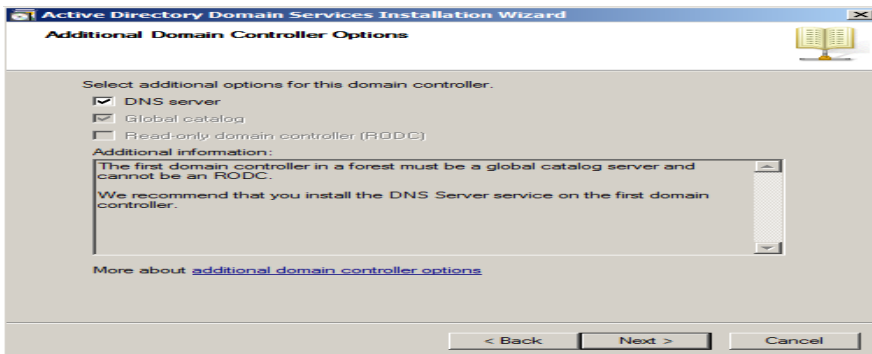 Active Directory Domain Services Installation Wizard
Additional Domain Controller Options
Select additional options for this domain controller.
DNS server
Global catalog
Read-only domain controller (RODC)
Additional information:
The first domain controller in a forest must be a global catalog server and
cannot be an RODC.
We recommend that you install the DNS Server service on the first domain
controller.
More about additional domain controller options
< Back
Next >
Cancel